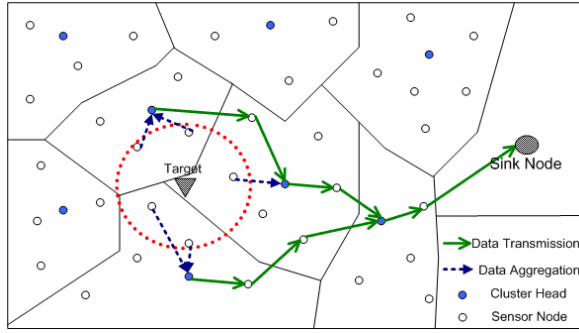 Target
Sink Node
Data Transmission
Data Aggregation
Cluster Head
Sensor Node